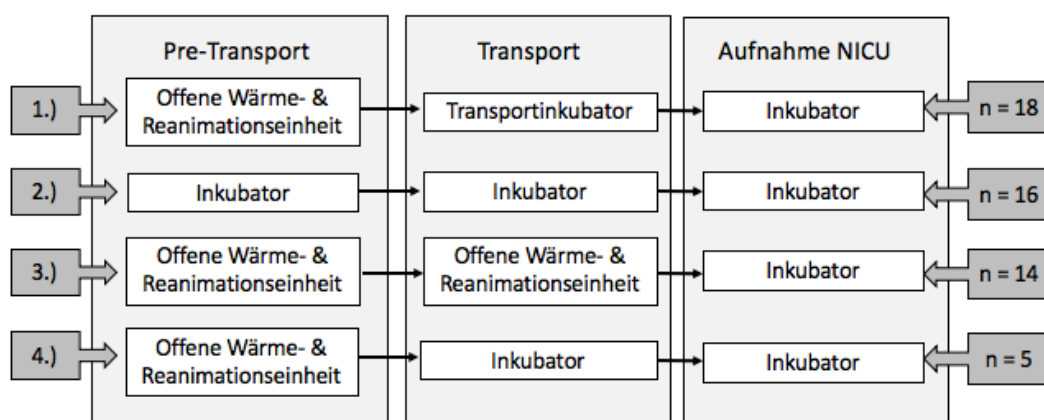 Pre-Transport
Transport
Aufnahme NICU
1.)
Offene Wärme- &
Reanimationseinheit
Transportinkubator
Inkubator
n = 18
2.)
Inkubator
Inkubator
Inkubator
n = 16
3.)
Offene Wärme- &
Reanimationseinheit
Offene Wärme- &
Reanimationseinheit
Inkubator
n = 14
4.)
Offene Wärme- &
Reanimationseinheit
Inkubator
Inkubator
n = 5